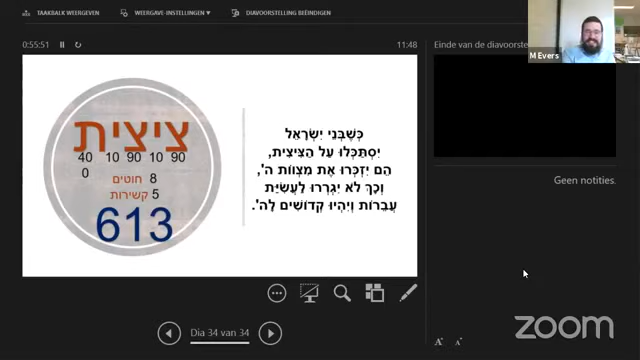 TAAKBALK WEERGEVEN WEERGAVE-INSTELLINGEN ▼ DIAVOORSTELLING BEËINDIGEN
0:55:51 11:48 Einde van de diavoorste
M Evers
ציצית
90 10 90 10 40
0
8 חוטים
5 קשירות
613
כְּשֶׁבְּנֵי יִשְׂרָאֵל
יִסְתַּכְּלוּ עַל הַצִּיצִית,
הֵם יִזְכְּרוּ אֶת מִצְווֹת ה',
וְכָךְ לֹא יִגָּרְרוּ לַעֲשִׂיַּת
עֲבֵרוֹת וְיִהְיוּ קְדוֹשִׁים לַה'.
Geen notities.
Dia 34 van 34
A A
zoom